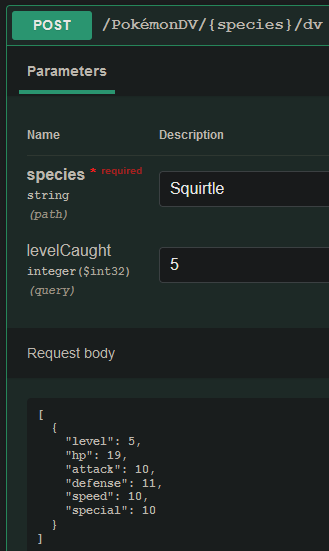 POST /PokémonDV/{species}/dv
Parameters
Name Description
species * required Squirtle
string
(path)
levelCaught 5
integer($int32)
(query)
Request body
[
  {
    "level": 5,
    "hp": 19,
    "attack": 10,
    "defense": 11,
    "speed": 10,
    "special": 10
  }
]